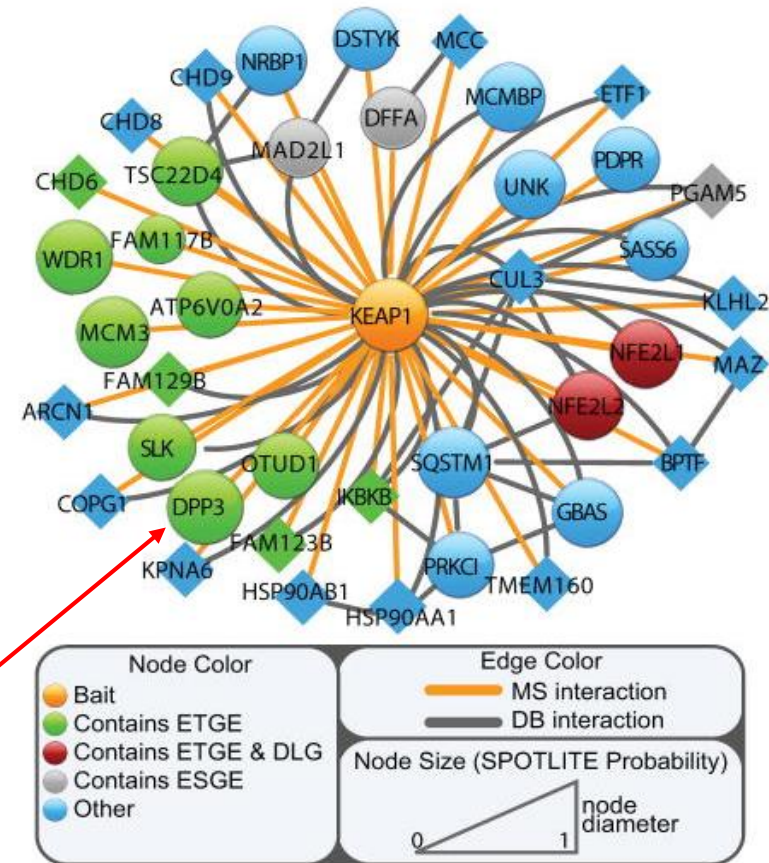 DSTYK
MCC
NRBP1
CHD9
MCMBP
ETF1
DFFA
CHD8
MAD2L1
PDPR
TSC22D4
CHD6
UNK
PGAM5
FAM117B
SASS6
WDR1
CUL3
ATP6V0A2
KEAP1
KLHL2
MCM3
NFE2L1
MAZ
FAM129B
NFE2L2
ARCN1
SLK
OTUD1
SQSTM1
BPTF
COPG1
DPP3
IKBKB
GBAS
FAM123B
KPNA6
PRKCI
TMEM160
HSP90AB1
HSP90AA1
Node Color
Bait
Contains ETGE
Contains ETGE & DLG
Contains ESGE
Other
Edge Color
MS interaction
DB interaction
Node Size (SPOTLITE Probability)
0
1
node
diameter